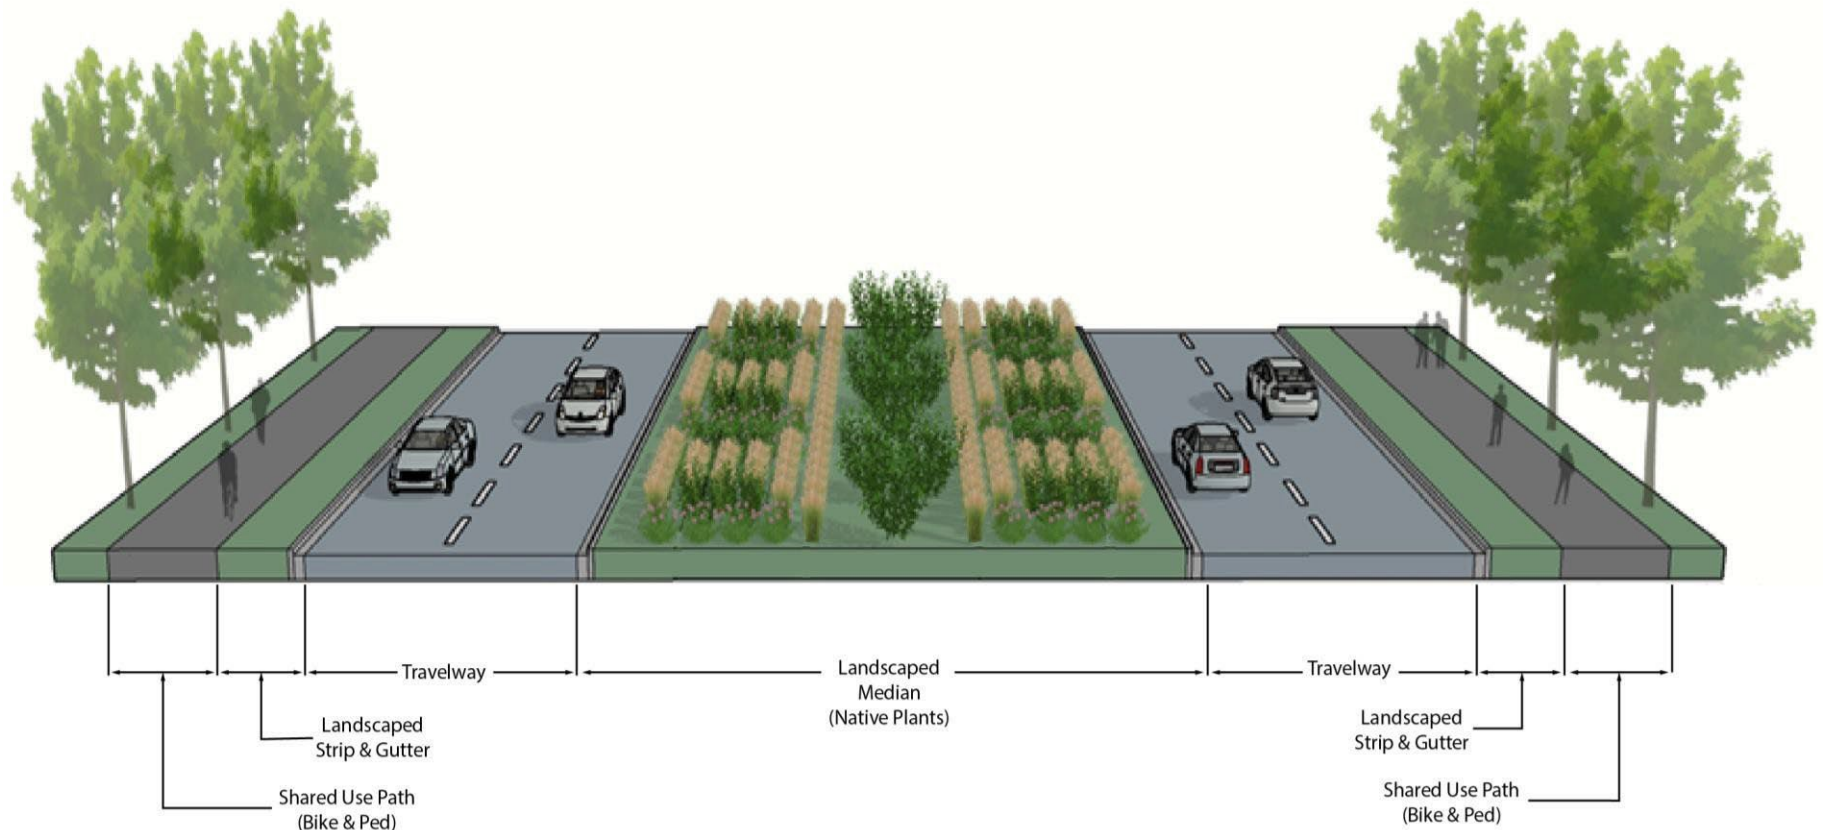 Travelway
Landscaped
Median
(Native Plants)
Travelway
Landscaped
Strip & Gutter
Landscaped
Strip & Gutter
Shared Use Path
(Bike & Ped)
Shared Use Path
(Bike & Ped)